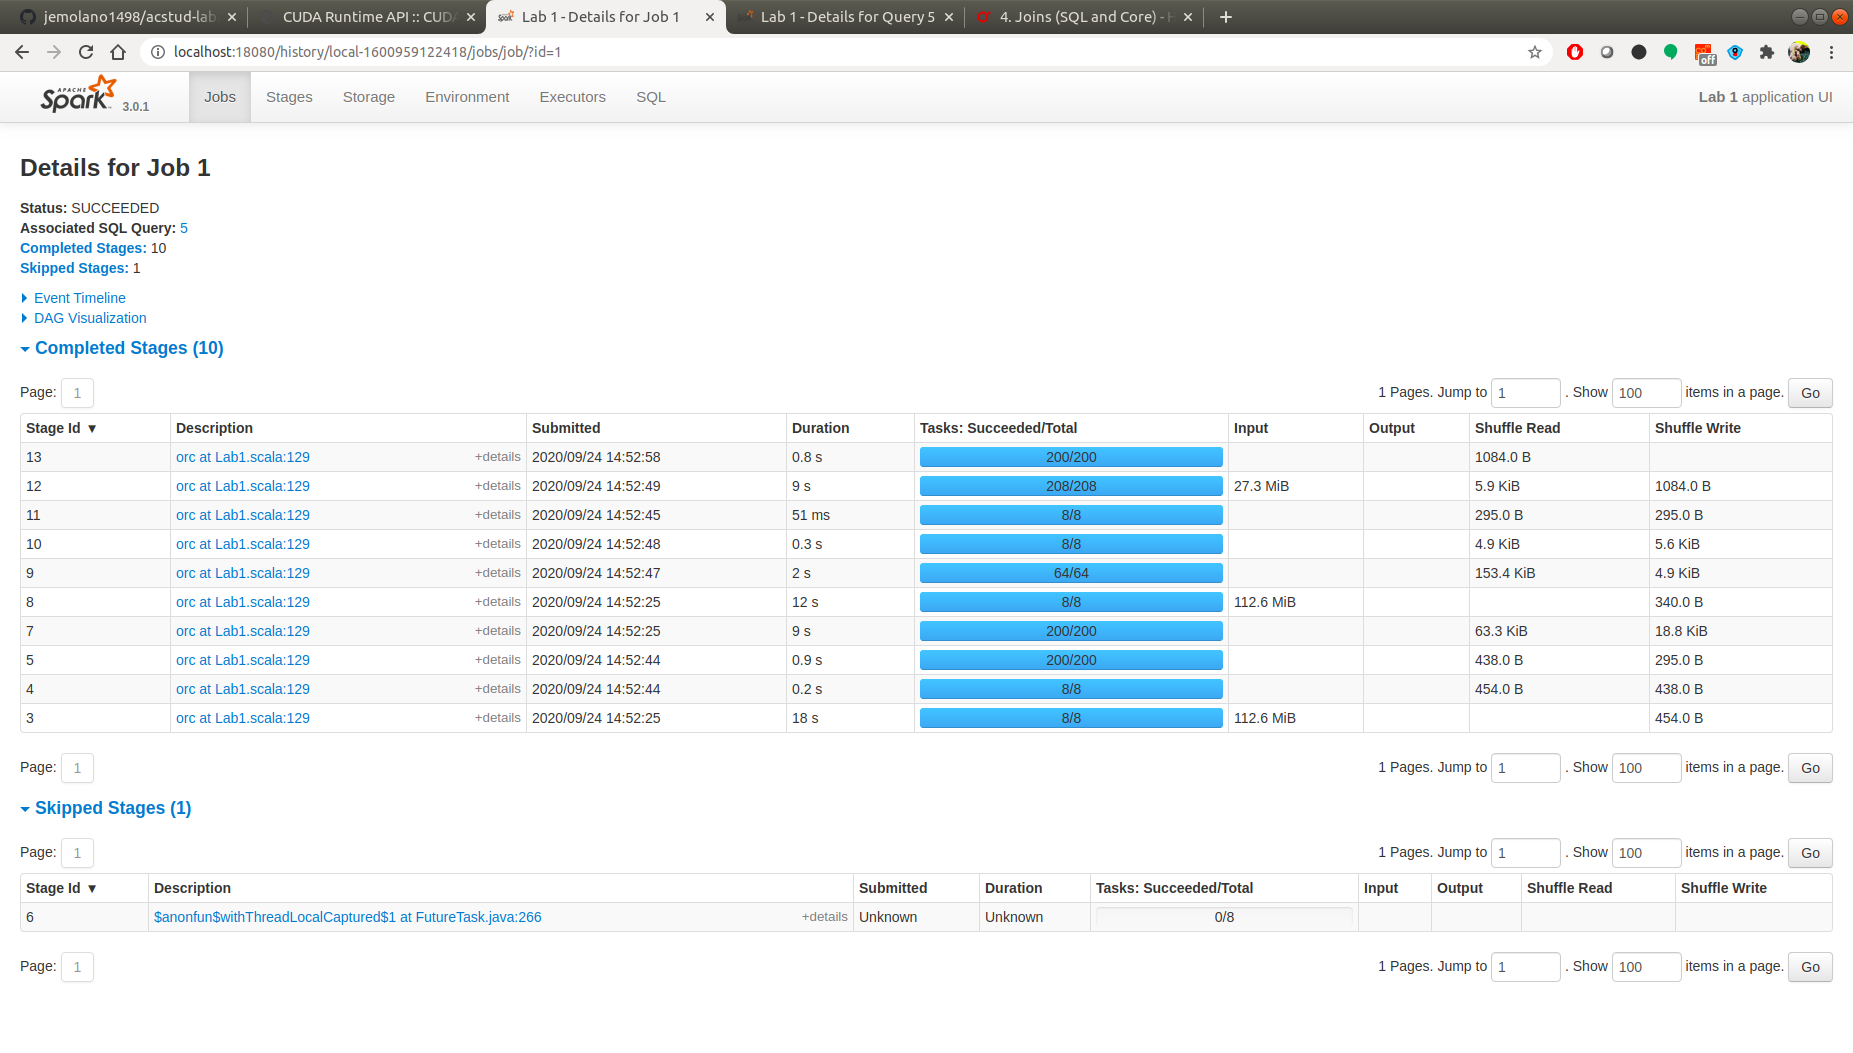 jemolano1498/acstud-lab
CUDA Runtime API :: CUDA
Lab 1 - Details for Job 1
Lab 1 - Details for Query 5
4. Joins (SQL and Core) - H
localhost:18080/history/local-1600959122418/jobs/job/?id=1
off
APACHE Spark 3.0.1 Jobs Stages Storage Environment Executors SQL Lab 1 application UI
Details for Job 1
Status: SUCCEEDED
Associated SQL Query: 5
Completed Stages: 10
Skipped Stages: 1
Event Timeline
DAG Visualization
Completed Stages (10)
Page: 1 1 Pages. Jump to 1 . Show 100 items in a page. Go
Stage Id ▼ Description Submitted Duration Tasks: Succeeded/Total Input Output Shuffle Read Shuffle Write
13 orc at Lab1.scala:129 +details 2020/09/24 14:52:58 0.8 s 200/200 1084.0 B
12 orc at Lab1.scala:129 +details 2020/09/24 14:52:49 9 s 208/208 27.3 MiB 5.9 KiB 1084.0 B
11 orc at Lab1.scala:129 +details 2020/09/24 14:52:45 51 ms 8/8 295.0 B 295.0 B
10 orc at Lab1.scala:129 +details 2020/09/24 14:52:48 0.3 s 8/8 4.9 KiB 5.6 KiB
9 orc at Lab1.scala:129 +details 2020/09/24 14:52:47 2 s 64/64 153.4 KiB 4.9 KiB
8 orc at Lab1.scala:129 +details 2020/09/24 14:52:25 12 s 8/8 112.6 MiB 340.0 B
7 orc at Lab1.scala:129 +details 2020/09/24 14:52:25 9 s 200/200 63.3 KiB 18.8 KiB
5 orc at Lab1.scala:129 +details 2020/09/24 14:52:44 0.9 s 200/200 438.0 B 295.0 B
4 orc at Lab1.scala:129 +details 2020/09/24 14:52:44 0.2 s 8/8 454.0 B 438.0 B
3 orc at Lab1.scala:129 +details 2020/09/24 14:52:25 18 s 8/8 112.6 MiB 454.0 B
Page: 1 1 Pages. Jump to 1 . Show 100 items in a page. Go
Skipped Stages (1)
Page: 1 1 Pages. Jump to 1 . Show 100 items in a page. Go
Stage Id ▼ Description Submitted Duration Tasks: Succeeded/Total Input Output Shuffle Read Shuffle Write
6 $anonfun$withThreadLocalCaptured$1 at FutureTask.java:266 +details Unknown Unknown 0/8
Page: 1 1 Pages. Jump to 1 . Show 100 items in a page. Go